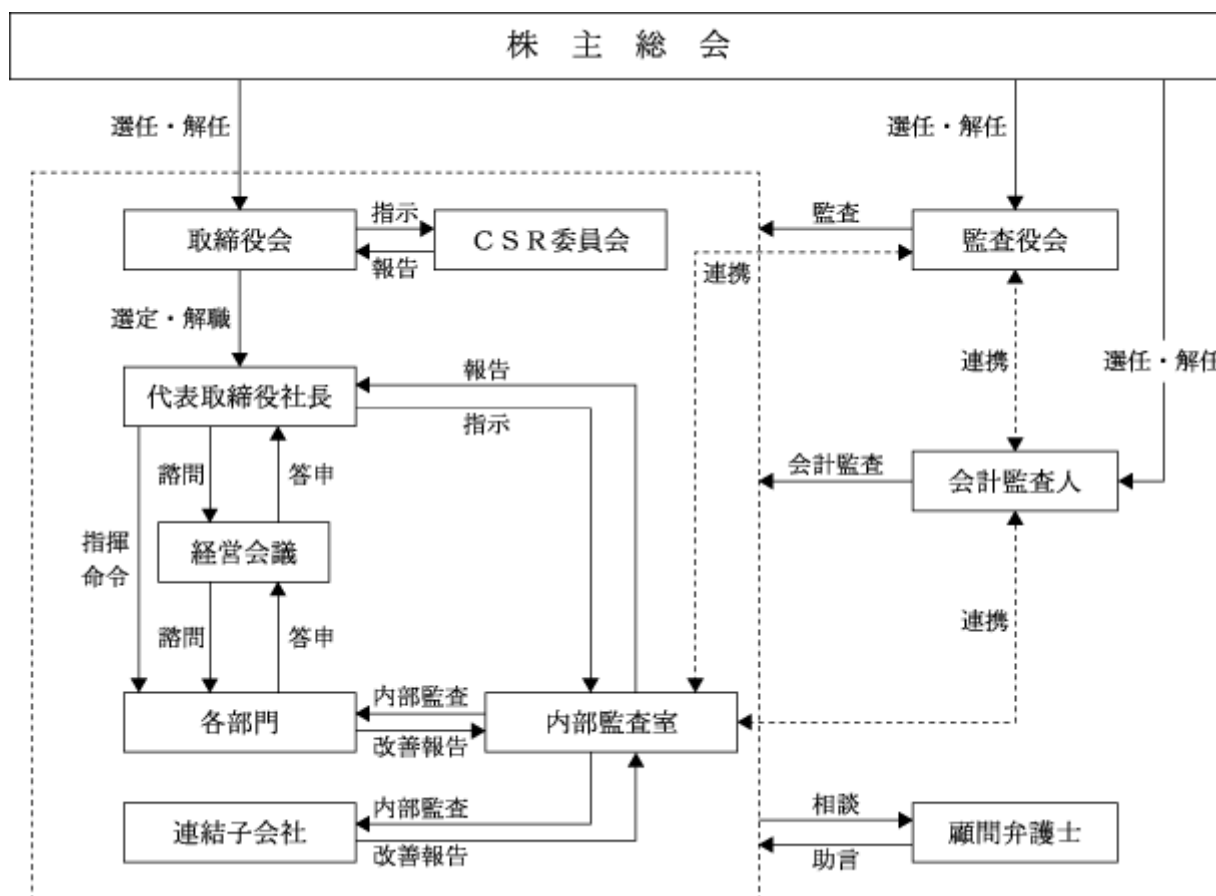 株 主 総 会
選任・解任
選任・解任
取締役会
指示
報告
ＣＳＲ委員会
監査
監査役会
連携
選定・解職
連携
選任・解任
代表取締役社長
報告
指示
諮問
答申
会計監査
会計監査人
指揮
命令
経営会議
諮問
答申
連携
各部門
内部監査
改善報告
内部監査室
連結子会社
内部監査
改善報告
相談
助言
顧問弁護士